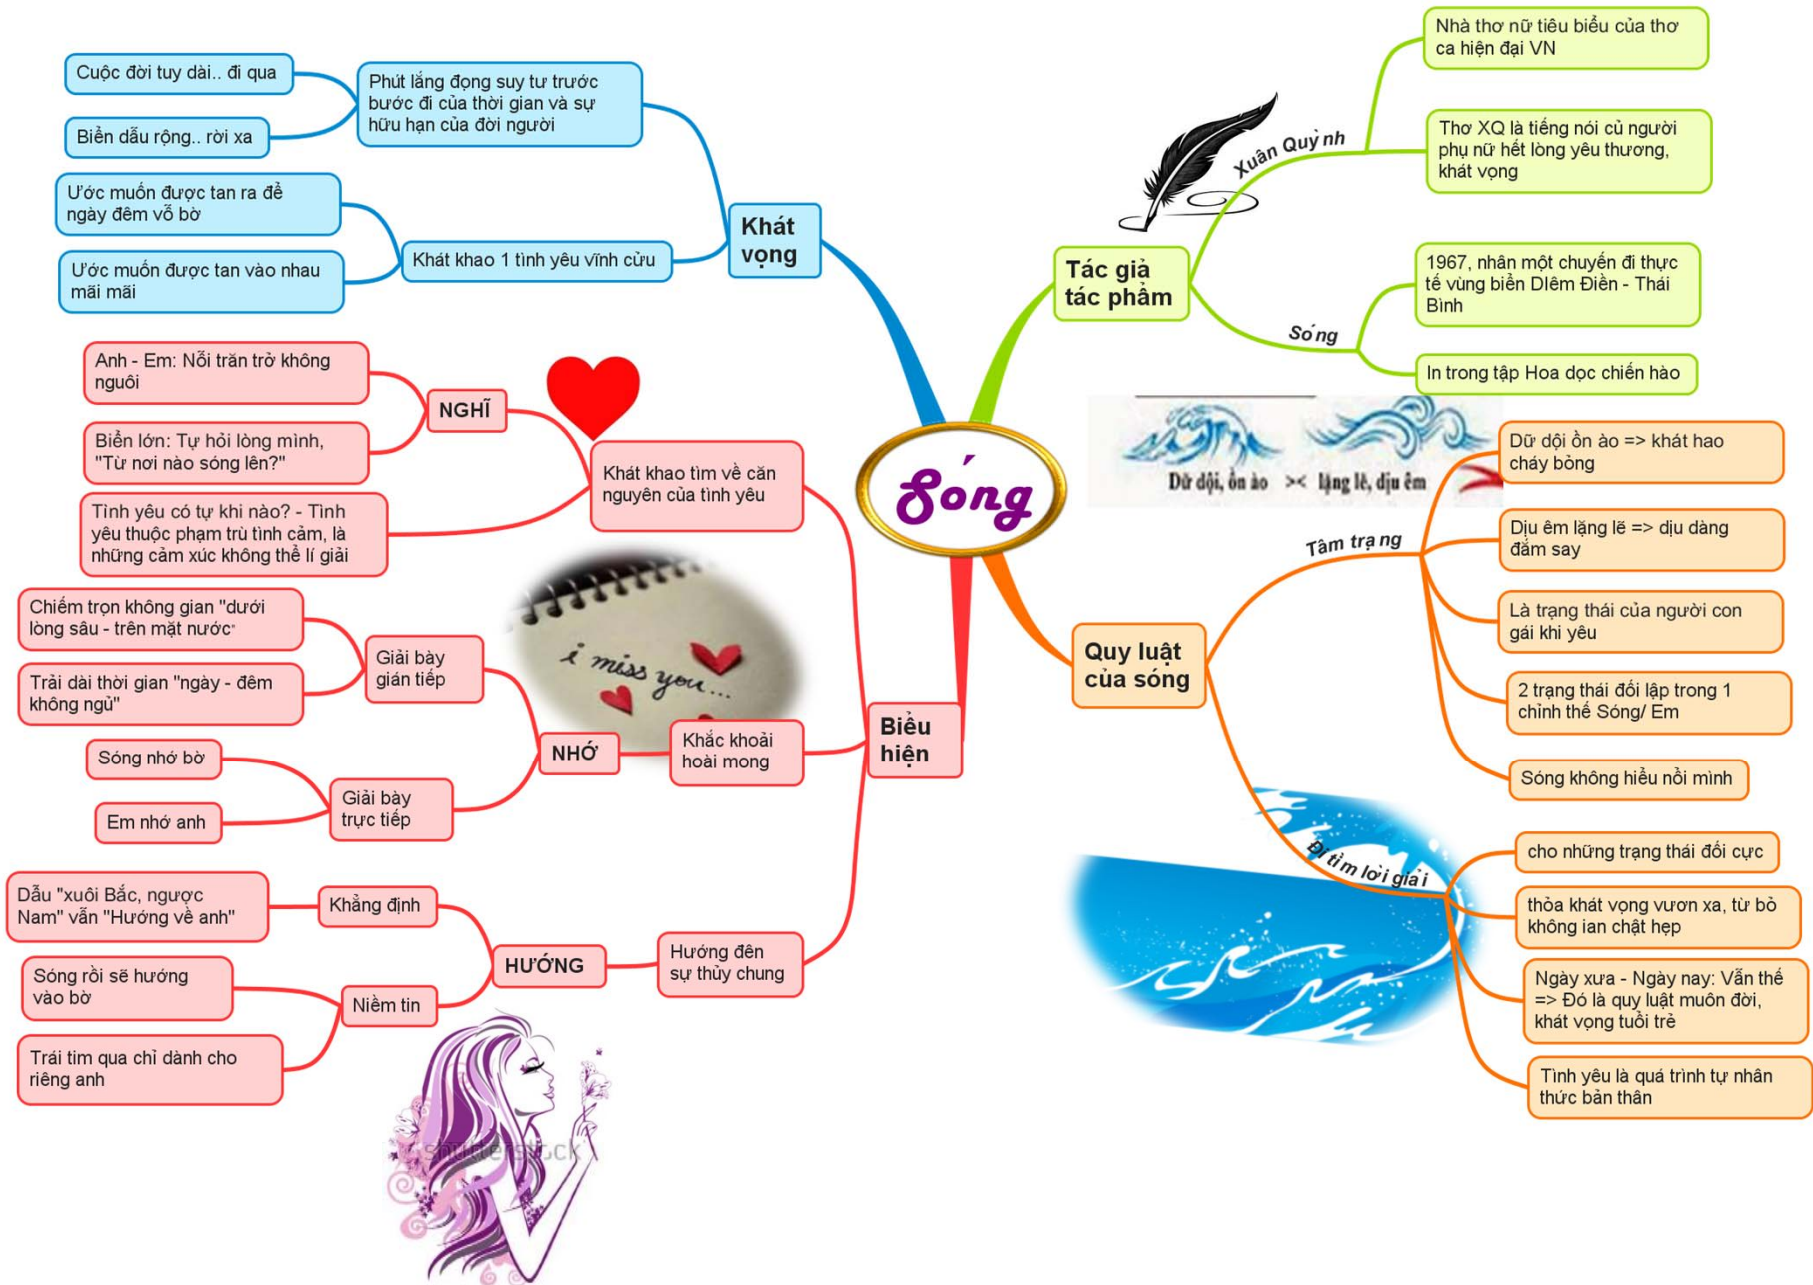 Sóng
Tác giả
tác phẩm
Xuân Quỳnh
Nhà thơ nữ tiêu biểu của thơ
ca hiện đại VN
Thơ XQ là tiếng nói củ người
phụ nữ hết lòng yêu thương,
khát vọng
Sóng
1967, nhân một chuyến đi thực
tế vùng biển DIêm Điền - Thái
Bình
In trong tập Hoa dọc chiến hào
Dữ dội, ồn ào >< lặng lẽ, dịu êm
Quy luật
của sóng
Tâm trạng
Dữ dội ồn ào => khát hao
cháy bỏng
Dịu êm lặng lẽ => dịu dàng
đắm say
Là trạng thái của người con
gái khi yêu
2 trạng thái đối lập trong 1
chỉnh thể Sóng/ Em
Sóng không hiểu nổi mình
Đi tìm lời giải
cho những trạng thái đối cực
thỏa khát vọng vươn xa, từ bỏ
không ian chật hẹp
Ngày xưa - Ngày nay: Vẫn thế
=> Đó là quy luật muôn đời,
khát vọng tuổi trẻ
Tình yêu là quá trình tự nhân
thức bản thân
Khát
vọng
Phút lắng đọng suy tư trước
bước đi của thời gian và sự
hữu hạn của đời người
Cuộc đời tuy dài.. đi qua
Biển dẫu rộng.. rời xa
Khát khao 1 tình yêu vĩnh cửu
Ước muốn được tan ra để
ngày đêm vỗ bờ
Ước muốn được tan vào nhau
mãi mãi
Biểu
hiện
Khát khao tìm về căn
nguyên của tình yêu
NGHĨ
Anh - Em: Nỗi trăn trở không
nguôi
Biển lớn: Tự hỏi lòng mình,
"Từ nơi nào sóng lên?"
Tình yêu có tự khi nào? - Tình
yêu thuộc phạm trù tình cảm, là
những cảm xúc không thể lí giải
i miss you...
Khắc khoải
hoài mong
NHỚ
Giải bày
gián tiếp
Chiếm trọn không gian "dưới
lòng sâu - trên mặt nước"
Trải dài thời gian "ngày - đêm
không ngủ"
Giải bày
trực tiếp
Sóng nhớ bờ
Em nhớ anh
Hướng đên
sự thủy chung
HƯỚNG
Khẳng định
Dẫu "xuôi Bắc, ngược
Nam" vẫn "Hướng về anh"
Niềm tin
Sóng rồi sẽ hướng
vào bờ
Trái tim qua chỉ dành cho
riêng anh
shutterstock